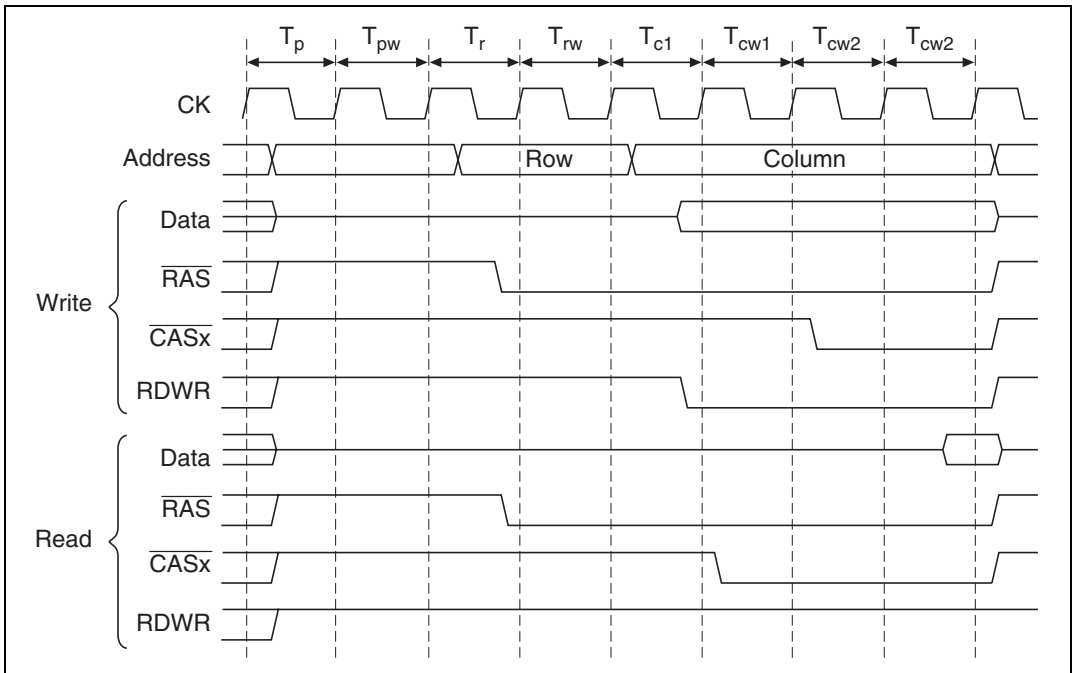 Tp Tpw Tr Trw Tc1 Tcw1 Tcw2 Tcw2
CK
Address Row Column
Write
Data
RAS
CASx
RDWR
Read
Data
RAS
CASx
RDWR